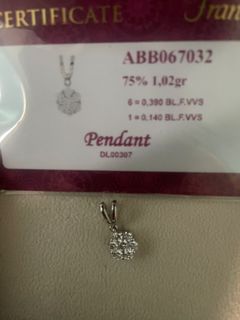 CERTIFICATE
ABB067032
75% 1,02gr
6 = 0,390 BL.F.VVS
1 = 0,140 BL.F.VVS
Pendant
DL00307